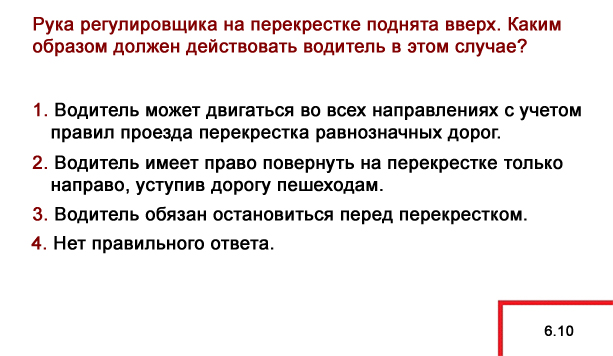 Рука регулировщика на перекрестке поднята вверх. Каким
образом должен действовать водитель в этом случае?
1. Водитель может двигаться во всех направлениях с учетом
правил проезда перекрестка равнозначных дорог.
2. Водитель имеет право повернуть на перекрестке только
направо, уступив дорогу пешеходам.
3. Водитель обязан остановиться перед перекрестком.
4. Нет правильного ответа.
6.10